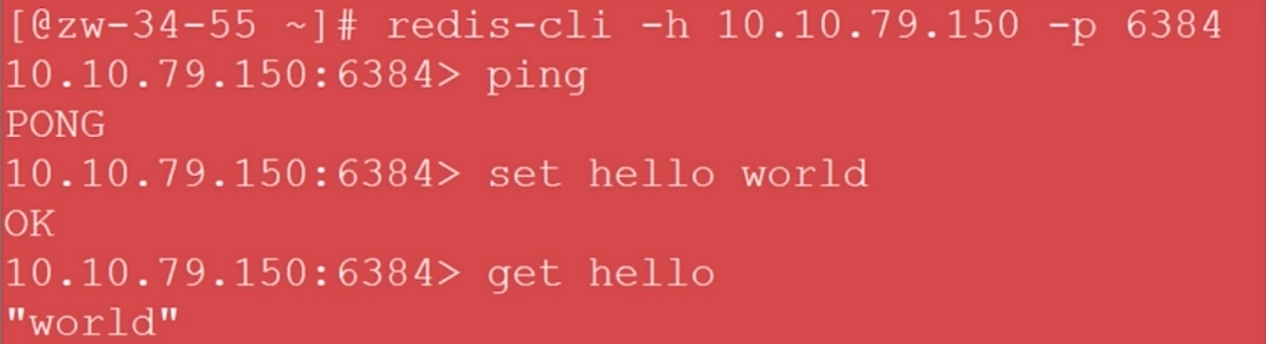 [@zw-34-55 ~]# redis-cli -h 10.10.79.150 -p 6384
10.10.79.150:6384> ping
PONG
10.10.79.150:6384> set hello world
OK
10.10.79.150:6384> get hello
"world"